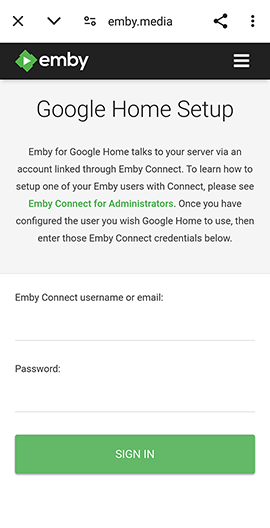 emby.media
emby
Google Home Setup
Emby for Google Home talks to your server via an
account linked through Emby Connect. To learn how to
setup one of your Emby users with Connect, please see
Emby Connect for Administrators. Once you have
configured the user you wish Google Home to use, then
enter those Emby Connect credentials below.
Emby Connect username or email:
Password:
SIGN IN